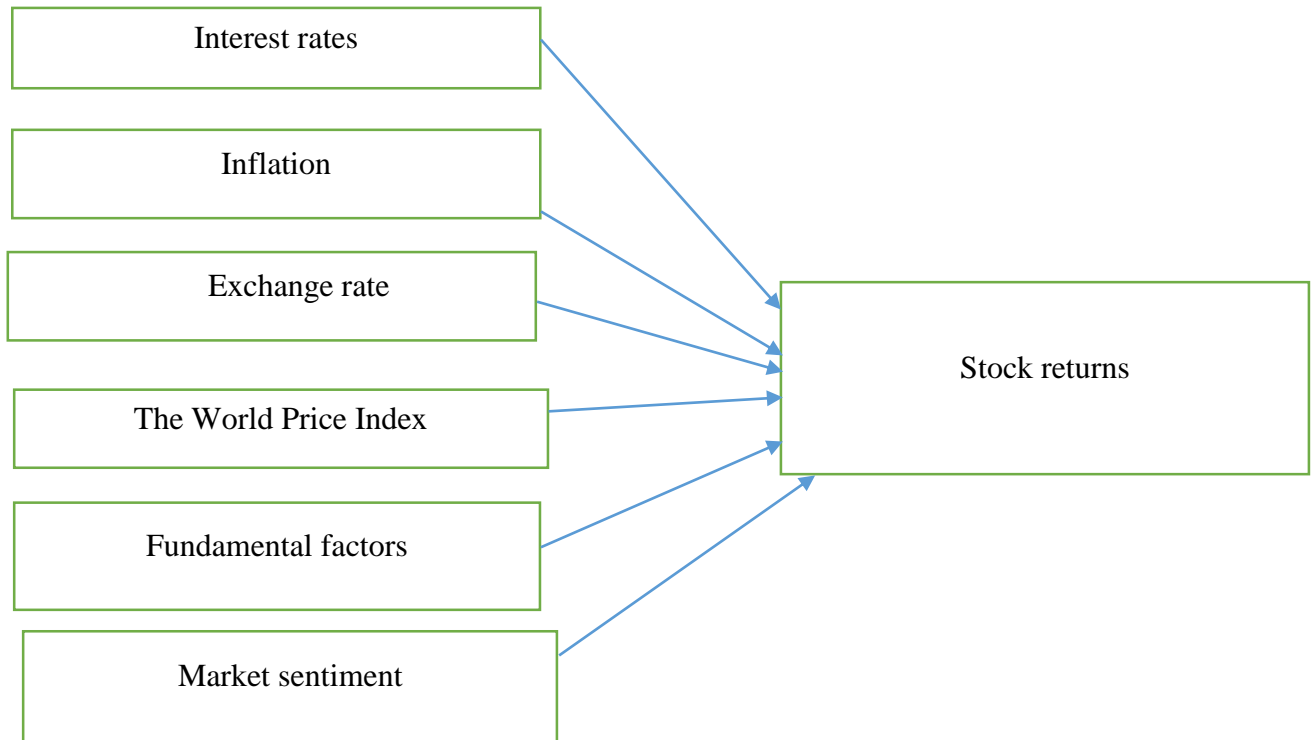 Interest rates
Inflation
Exchange rate
The World Price Index
Stock returns
Fundamental factors
Market sentiment